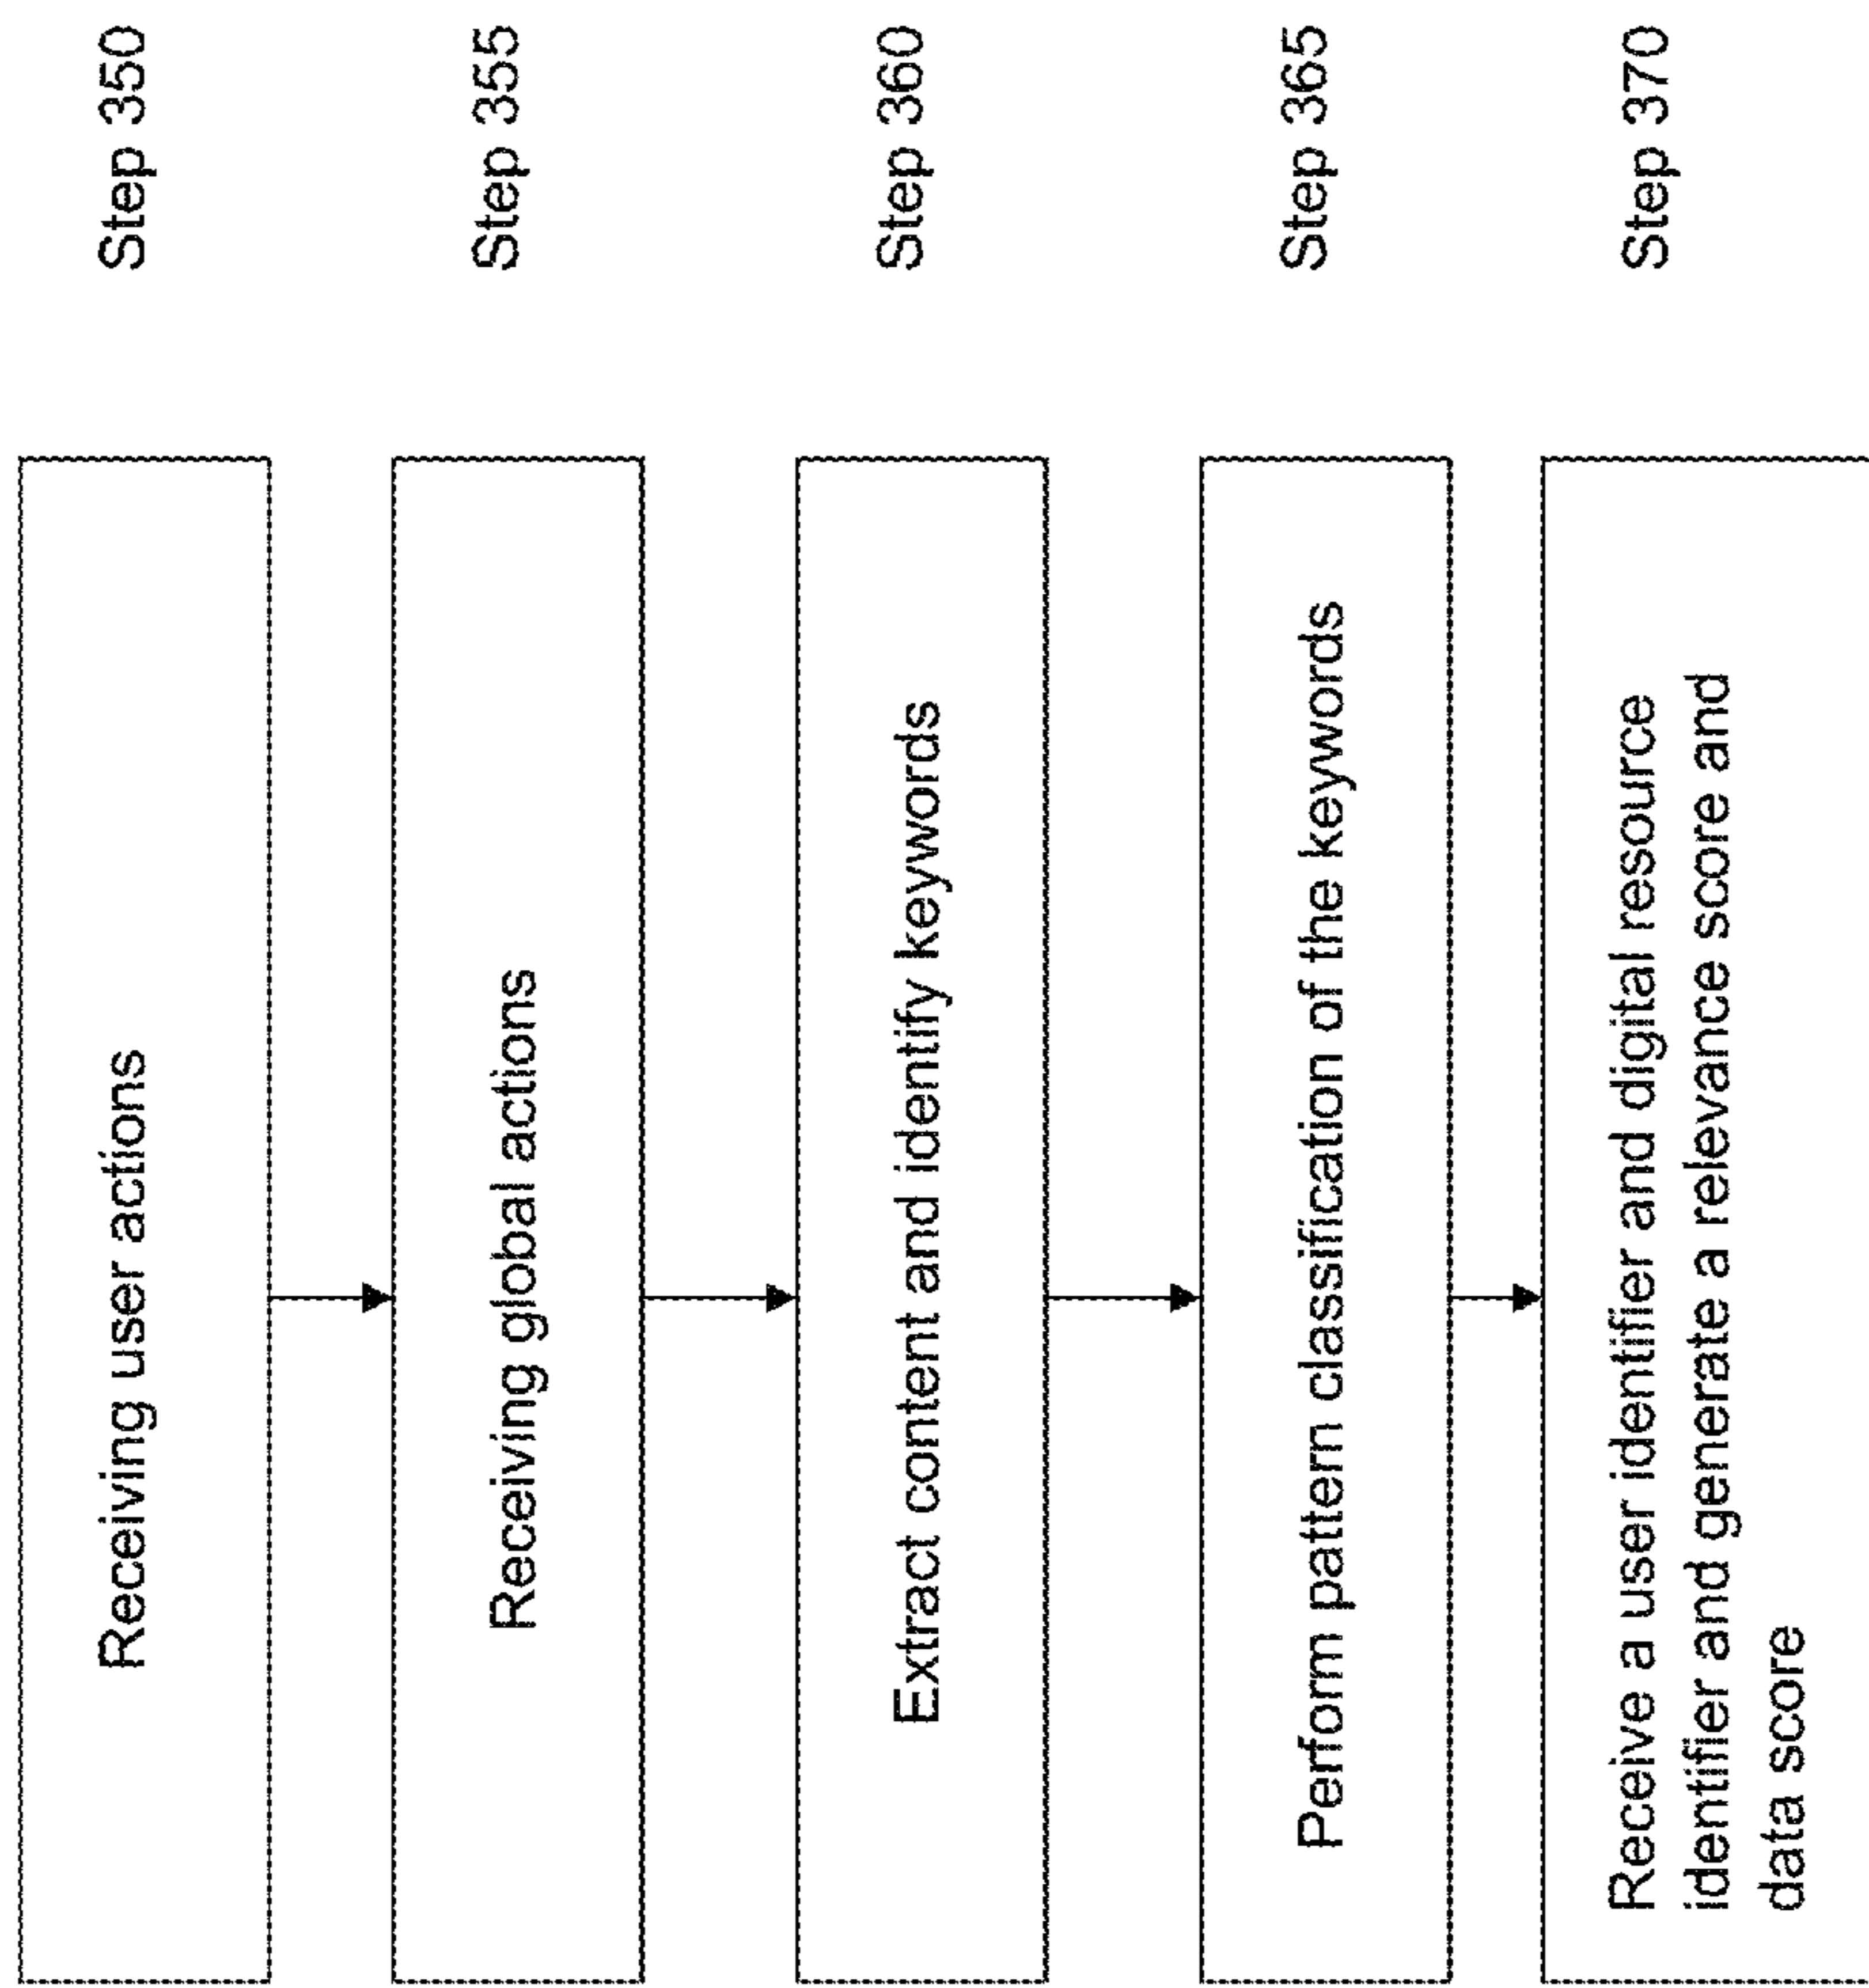 Receiving user actions
Step 350
Receiving global actions
Step 355
Extract content and identify keywords
Step 360
Perform pattern classification of the keywords
Step 365
Receive a user identifier and digital resource
identifier and generate a relevance score and
data score
Step 370